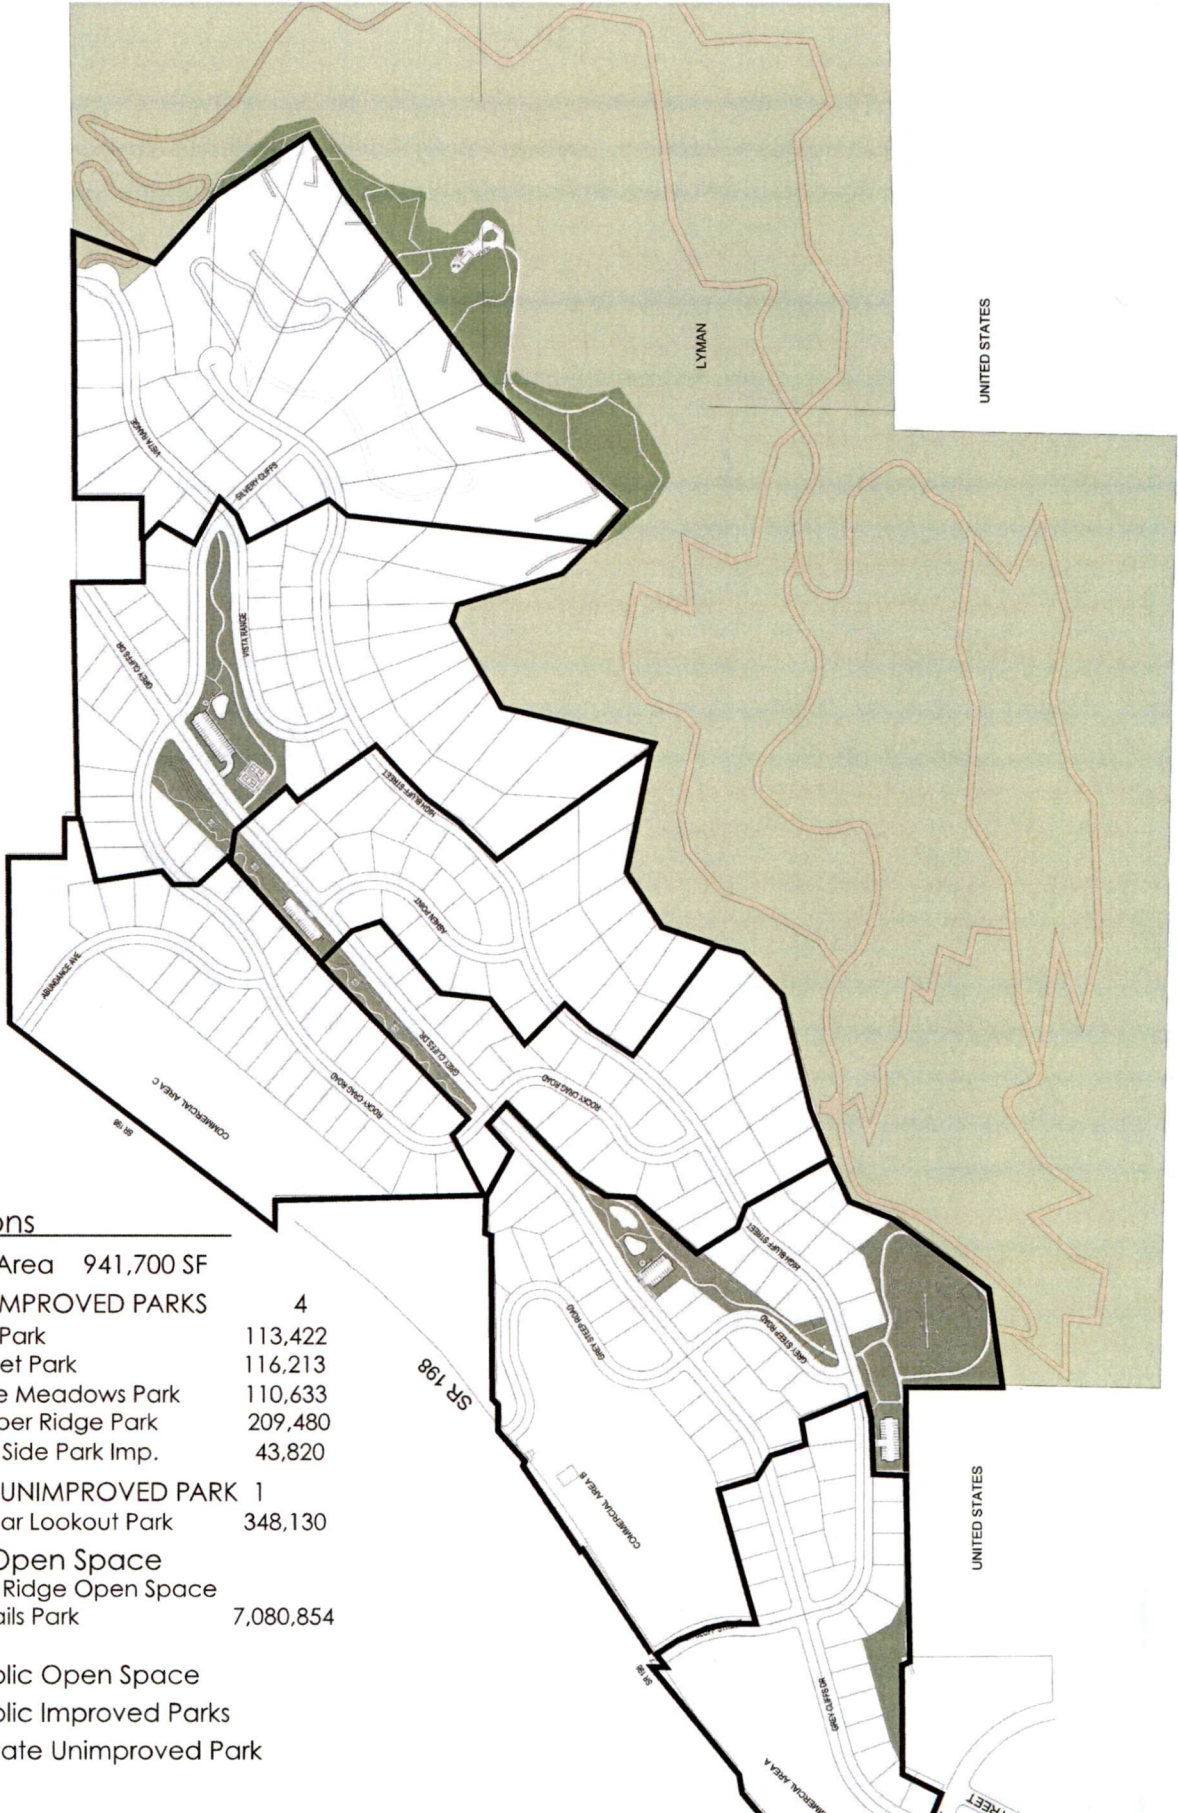 LYMAN
UNITED STATES
VISTA RANGE
SILVERY CLIFFS
GREY CLIFFS DR
VISTA RANGE
HIGH BLUFF STREET
ASHEN POINT
ABUNDANCE AVE
GREY CLIFFS DR.
ROCKY CRAG ROAD
ROCKY CRAG ROAD
COMMERCIAL AREA C
SR 198
HIGH BLUFF STREET
GREY STEEP ROAD
GREY STEEP ROAD
SR 198
COMMERCIAL AREA B
UNITED STATES
SR 198
GREY CLIFFS DR
MMERCIAL AREA A
REET
ons
Area 941,700 SF
MPROVED PARKS 4
Park 113,422
et Park 116,213
e Meadows Park 110,633
per Ridge Park 209,480
Side Park Imp. 43,820
UNIMPROVED PARK 1
ar Lookout Park 348,130
Open Space
Ridge Open Space
ails Park 7,080,854
blic Open Space
blic Improved Parks
ate Unimproved Park